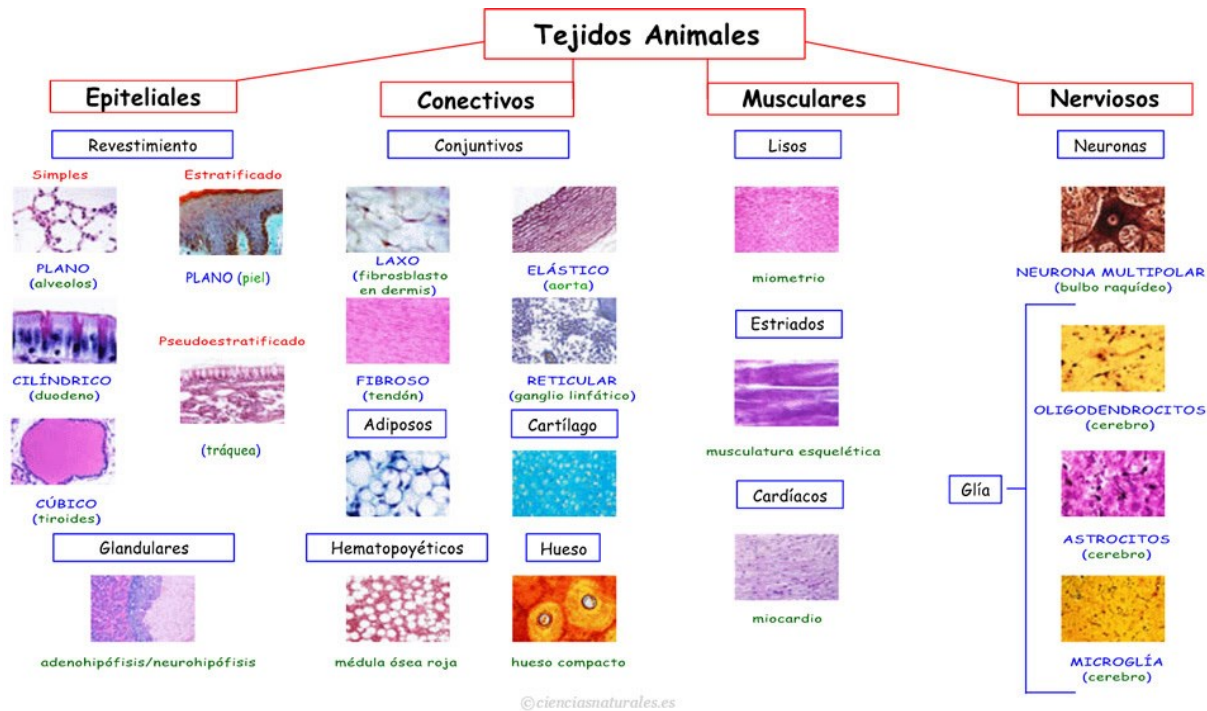 Tejidos Animales
Epiteliales
Revestimiento
Simples
PLANO
(alveolos)
CILÍNDRICO
(duodeno)
CÚBICO
(tiroides)
Estratificado
PLANO (piel)
Pseudoestratificado
(tráquea)
Glandulares
adenohipófisis/neurohipófisis
Conectivos
Conjuntivos
LAXO
(fibrosblasto
en dermis)
ELÁSTICO
(aorta)
FIBROSO
(tendón)
RETICULAR
(ganglio linfático)
Adiposos
Cartílago
Hematopoyéticos
médula ósea roja
Hueso
hueso compacto
Musculares
Lisos
miometrio
Estriados
musculatura esquelética
Cardíacos
miocardio
Nerviosos
Neuronas
NEURONA MULTIPOLAR
(bulbo raquídeo)
Glía
OLIGODENDROCITOS
(cerebro)
ASTROCITOS
(cerebro)
MICROGLÍA
(cerebro)
©cienciasnaturales.es